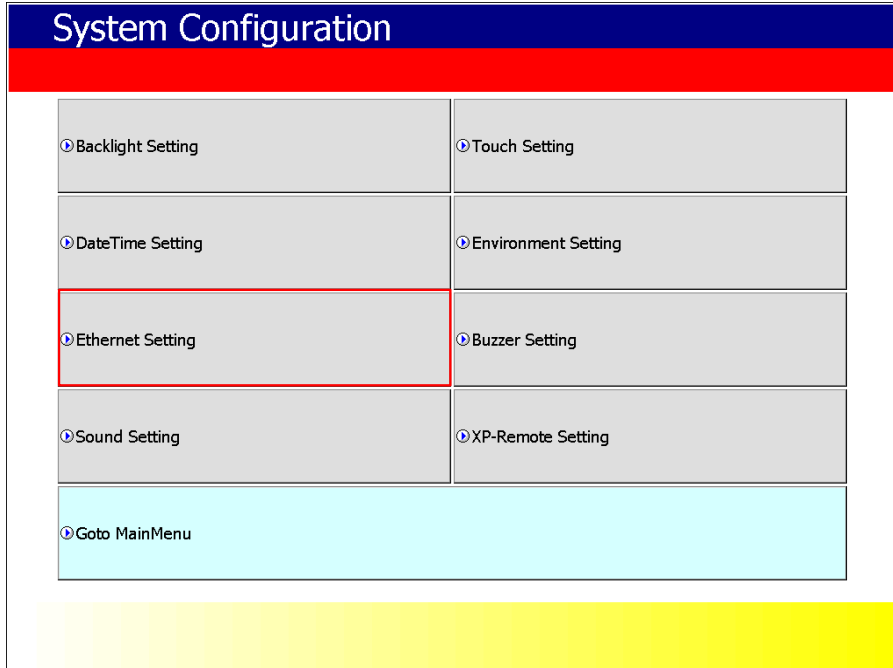 System Configuration
Backlight Setting
Touch Setting
DateTime Setting
Environment Setting
Ethernet Setting
Buzzer Setting
Sound Setting
XP-Remote Setting
Goto MainMenu